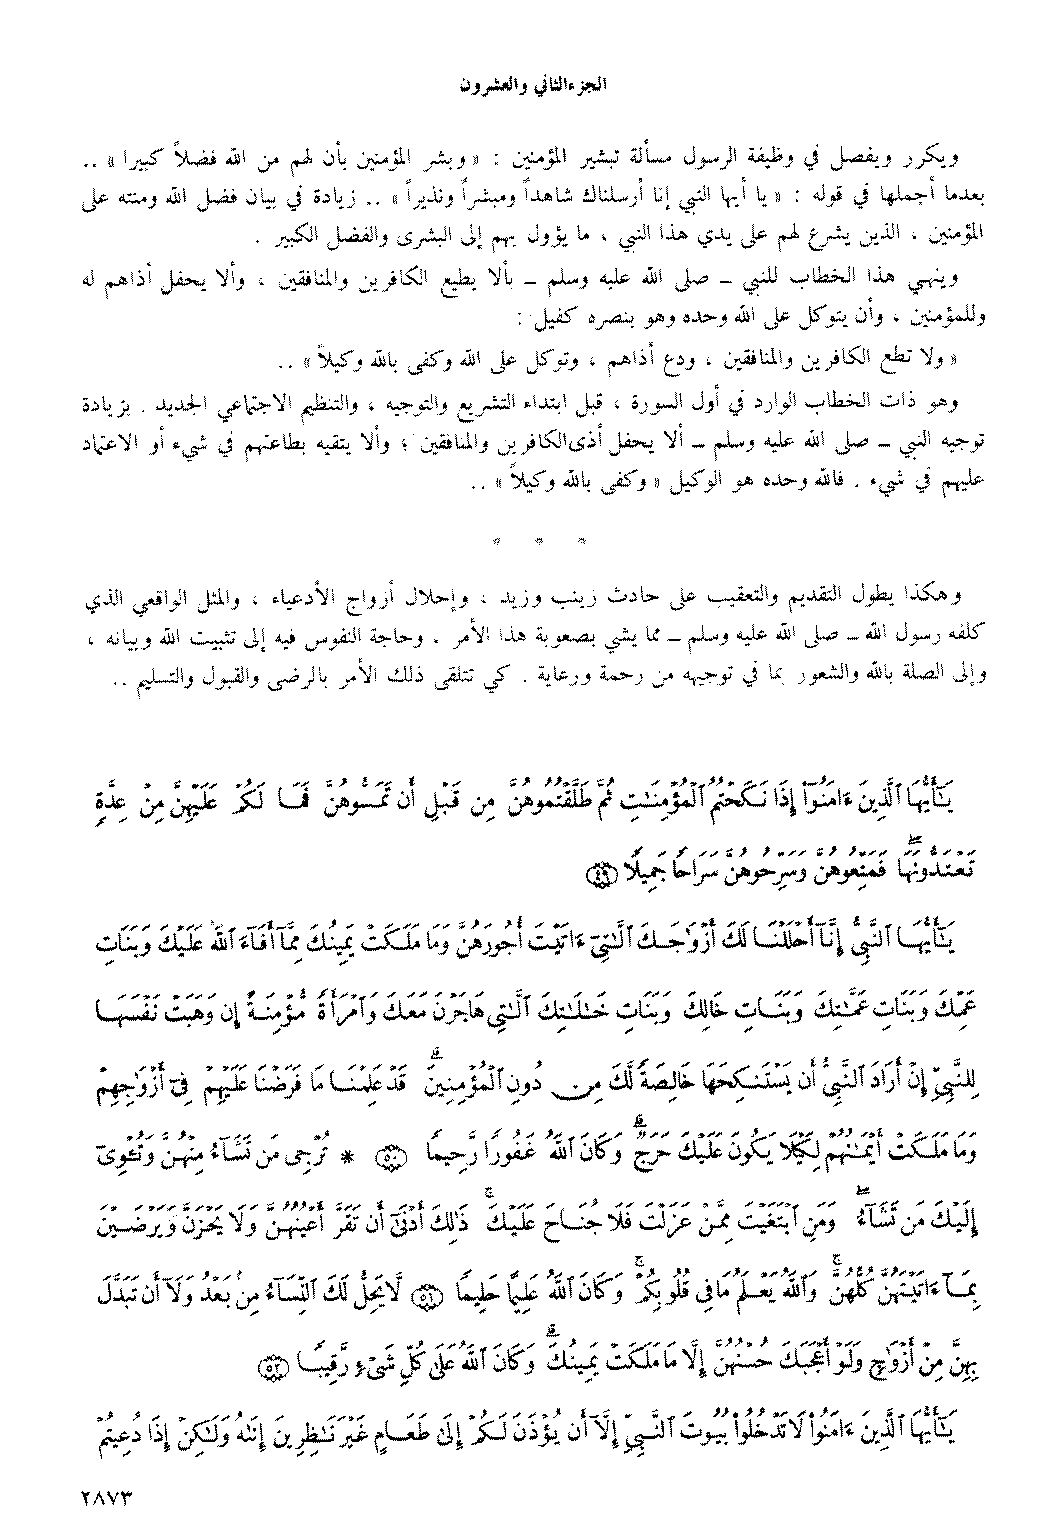 الجزء الثاني والعشرون
ويكرر ويفصل في وظيفة الرسول مسألة تبشير المؤمنين : « وبشر المؤمنين بأن لهم من الله فضلاً كبيرا » ..
بعدما أجملها في قوله : « يا أيها النبي إنا أرسلناك شاهداً ومبشراً ونذيراً » .. زيادة في بيان فضل الله ومنته على
المؤمنين ، الذين يشرع لهم على يدي هذا النبي ، ما يؤول بهم إلى البشرى والفضل الكبير .
وينهي هذا الخطاب للنبي – صلى الله عليه وسلم – بألا يطيع الكافرين والمنافقين ، وألا يحفل أذاهم له
وللمؤمنين ، وأن يتوكل على الله وحده وهو بنصره كفيل :
« ولا تطع الكافرين والمنافقين ، ودع أذاهم ، وتوكل على الله وكفى بالله وكيلاً » ..
وهو ذات الخطاب الوارد في أول السورة ، قبل ابتداء التشريع والتوجيه ، والتنظيم الاجتماعي الجديد . بزيادة
توجيه النبي – صلى الله عليه وسلم – ألا يحفل أذى الكافرين والمنافقين ؛ وألا يتقيه بطاعتهم في شيء أو الاعتماد
عليهم في شيء . فالله وحده هو الوكيل « وكفى بالله وكيلاً » ..
* * *
وهكذا يطول التقديم والتعقيب على حادث زينب وزيد ، وإحلال أزواج الأدعياء ، والمثل الواقعي الذي
كلفه رسول الله – صلى الله عليه وسلم – مما يشي بصعوبة هذا الأمر . وحاجة النفوس فيه إلى تثبيت الله وبيانه ،
وإلى الصلة بالله والشعور بما في توجيهه من رحمة ورعاية . كي تتلقى ذلك الأمر بالرضى والقبول والتسليم ..
يَٰٓأَيُّهَا ٱلَّذِينَ ءَامَنُوٓا۟ إِذَا نَكَحْتُمُ ٱلْمُؤْمِنَٰتِ ثُمَّ طَلَّقْتُمُوهُنَّ مِن قَبْلِ أَن تَمَسُّوهُنَّ فَمَا لَكُمْ عَلَيْهِنَّ مِنْ عِدَّةٍ
تَعْتَدُّونَهَا ۖ فَمَتِّعُوهُنَّ وَسَرِّحُوهُنَّ سَرَاحًا جَمِيلًا ﴿٤٩﴾
يَٰٓأَيُّهَا ٱلنَّبِىُّ إِنَّآ أَحْلَلْنَا لَكَ أَزْوَٰجَكَ ٱلَّٰتِىٓ ءَاتَيْتَ أُجُورَهُنَّ وَمَا مَلَكَتْ يَمِينُكَ مِمَّآ أَفَآءَ ٱللَّهُ عَلَيْكَ وَبَنَاتِ
عَمِّكَ وَبَنَاتِ عَمَّٰتِكَ وَبَنَاتِ خَالِكَ وَبَنَاتِ خَٰلَٰتِكَ ٱلَّٰتِى هَاجَرْنَ مَعَكَ وَٱمْرَأَةً مُّؤْمِنَةً إِن وَهَبَتْ نَفْسَهَا
لِلنَّبِىِّ إِنْ أَرَادَ ٱلنَّبِىُّ أَن يَسْتَنكِحَهَا خَالِصَةً لَّكَ مِن دُونِ ٱلْمُؤْمِنِينَ ۗ قَدْ عَلِمْنَا مَا فَرَضْنَا عَلَيْهِمْ فِىٓ أَزْوَٰجِهِمْ
وَمَا مَلَكَتْ أَيْمَٰنُهُمْ لِكَيْلَا يَكُونَ عَلَيْكَ حَرَجٌ ۗ وَكَانَ ٱللَّهُ غَفُورًا رَّحِيمًا ﴿٥٠﴾ * تُرْجِى مَن تَشَآءُ مِنْهُنَّ وَتُـْٔوِىٓ
إِلَيْكَ مَن تَشَآءُ ۖ وَمَنِ ٱبْتَغَيْتَ مِمَّنْ عَزَلْتَ فَلَا جُنَاحَ عَلَيْكَ ۚ ذَٰلِكَ أَدْنَىٰٓ أَن تَقَرَّ أَعْيُنُهُنَّ وَلَا يَحْزَنَّ وَيَرْضَيْنَ
بِمَآ ءَاتَيْتَهُنَّ كُلُّهُنَّ ۚ وَٱللَّهُ يَعْلَمُ مَا فِى قُلُوبِكُمْ ۚ وَكَانَ ٱللَّهُ عَلِيمًا حَلِيمًا ﴿٥١﴾ لَّا يَحِلُّ لَكَ ٱلنِّسَآءُ مِنۢ بَعْدُ وَلَآ أَن تَبَدَّلَ
بِهِنَّ مِنْ أَزْوَٰجٍ وَلَوْ أَعْجَبَكَ حُسْنُهُنَّ إِلَّا مَا مَلَكَتْ يَمِينُكَ ۗ وَكَانَ ٱللَّهُ عَلَىٰ كُلِّ شَىْءٍ رَّقِيبًا ﴿٥٢﴾
يَٰٓأَيُّهَا ٱلَّذِينَ ءَامَنُوا۟ لَا تَدْخُلُوا۟ بُيُوتَ ٱلنَّبِىِّ إِلَّآ أَن يُؤْذَنَ لَكُمْ إِلَىٰ طَعَامٍ غَيْرَ نَٰظِرِينَ إِنَىٰهُ وَلَٰكِنْ إِذَا دُعِيتُمْ
٢٨٧٣